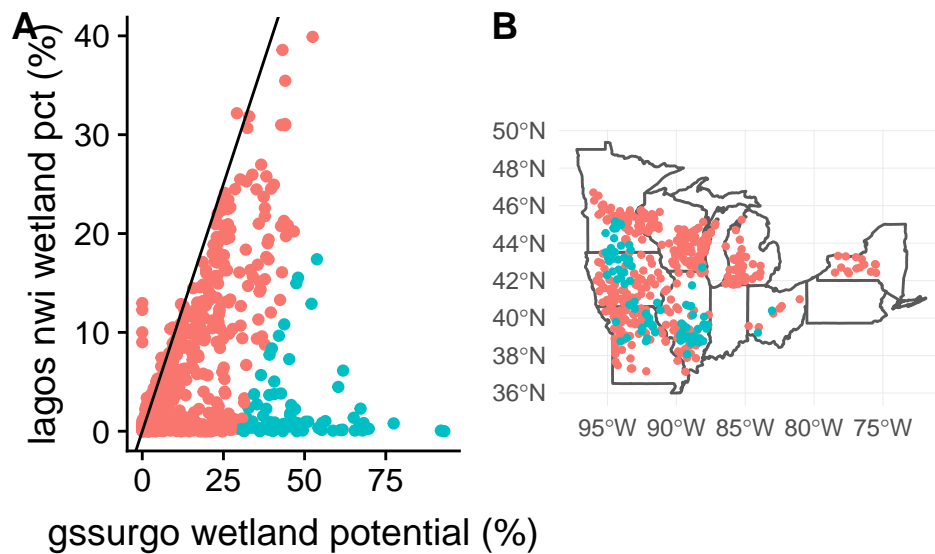 A
B
lagos nwi wetland pct (%)
40
30
20
10
0
0 25 50 75
gssurgo wetland potential (%)
50°N
48°N
46°N
44°N
42°N
40°N
38°N
36°N
95°W 90°W 85°W 80°W 75°W